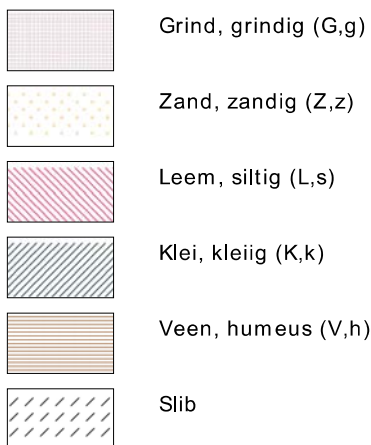 Grind, grindig (G,g)
Zand, zandig (Z,z)
Leem, siltig (L,s)
Klei, kleiig (K,k)
Veen, humeus (V,h)
Slib